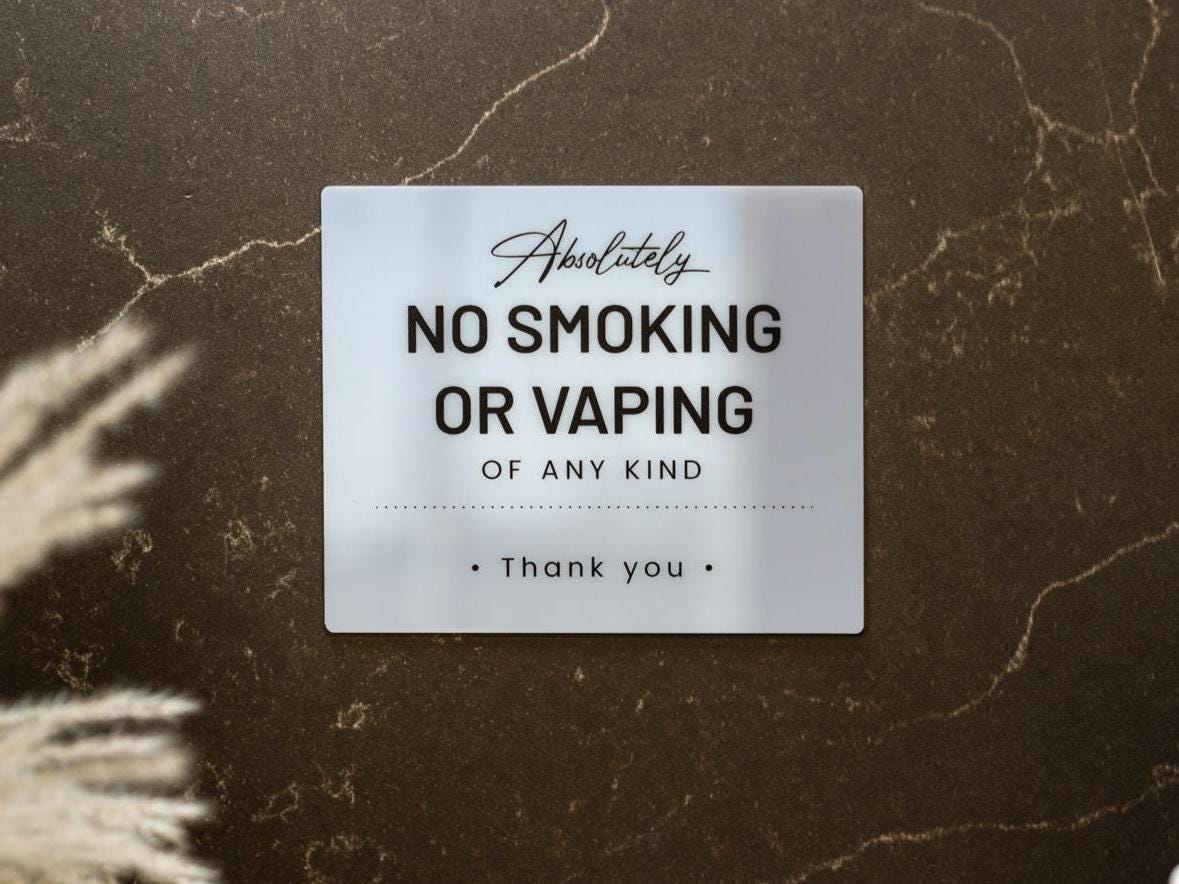 Absolutely
NO SMOKING
OR VAPING
OF ANY KIND
• Thank you •